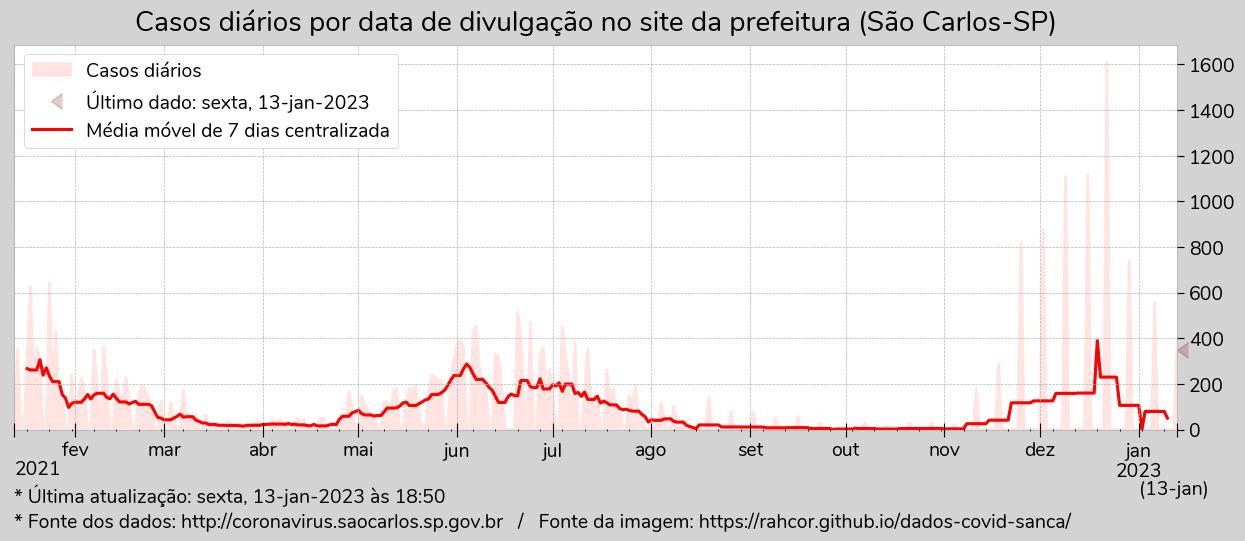 Casos diários por data de divulgação no site da prefeitura (São Carlos-SP)
Casos diários
Último dado: sexta, 13-jan-2023
Média móvel de 7 dias centralizada
1600
1400
1200
1000
800
600
400
200
0
fev mar abr mai jun jul ago set out nov dez jan
2021 2023
(13-jan)
* Última atualização: sexta, 13-jan-2023 às 18:50
* Fonte dos dados: http://coronavirus.saocarlos.sp.gov.br / Fonte da imagem: https://rahcor.github.io/dados-covid-sanca/